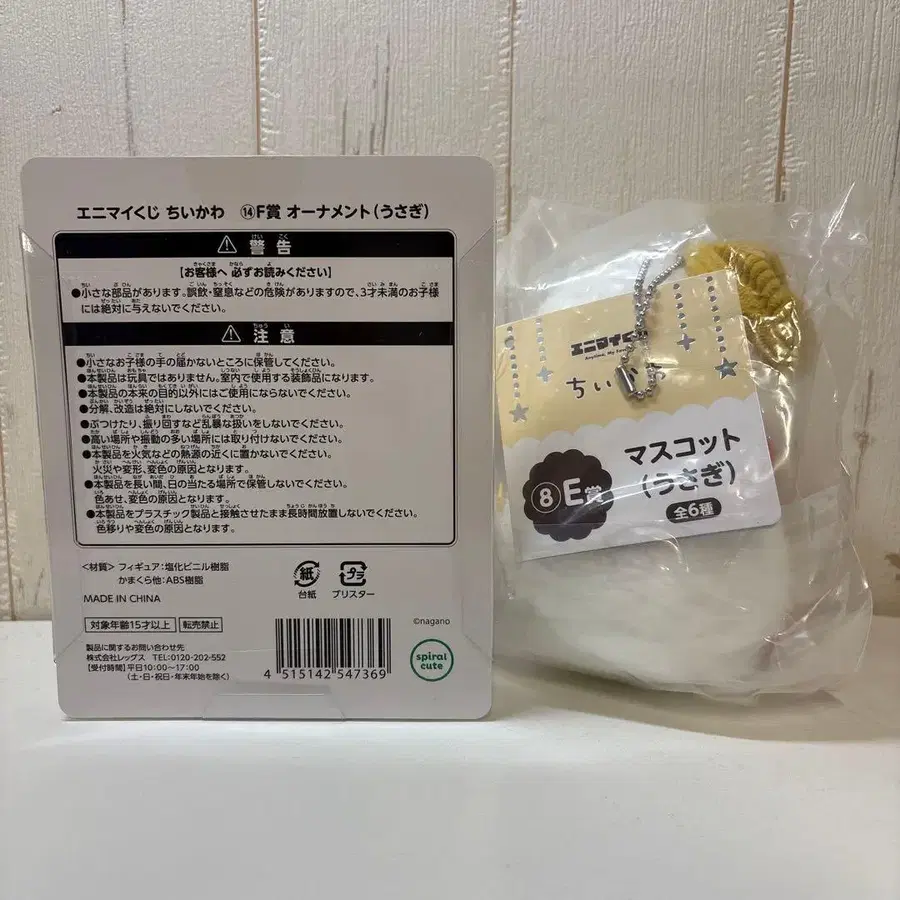 エニマイくじ ちいかわ ⑭F賞 オーナメント(うさぎ)
⚠警告
【お客様へ 必ずお読みください】
●小さな部品があります。誤飲・窒息などの危険がありますので、3才未満のお子様
には絶対に与えないでください。
⚠注意
●小さなお子様の手の届かないところに保管してください。
●本製品は玩具ではありません。室内で使用する装飾品になります。
●本製品の本来の目的以外にはご使用にならないでください。
●分解、改造は絶対にしないでください。
●ぶつけたり、振り回すなど乱暴な扱いをしないでください。
●高い場所や振動の多い場所には取り付けないでください。
●本製品を火気などの熱源の近くに置かないでください。
火災や変形、変色の原因となります。
●本製品を長い間、日の当たる場所で保管しないでください。
色あせ、変色の原因となります。
●本製品をプラスチック製品と接触させたまま長時間放置しないでください。
色移りや変色の原因となります。
<材質> フィギュア:塩化ビニル樹脂
かまくら他:ABS樹脂
MADE IN CHINA
紙
台紙
プラ
ブリスター
対象年齢15才以上
転売禁止
©nagano
製品に関するお問い合わせ先
株式会社レッグス TEL:0120-202-552
【受付時間】平日10:00〜17:00
(土・日・祝日・年末年始を除く)
4 515142 547369
spiral
cute
エニマイくじ
ちいかわ
⑧E賞
マスコット
(うさぎ)
全6種